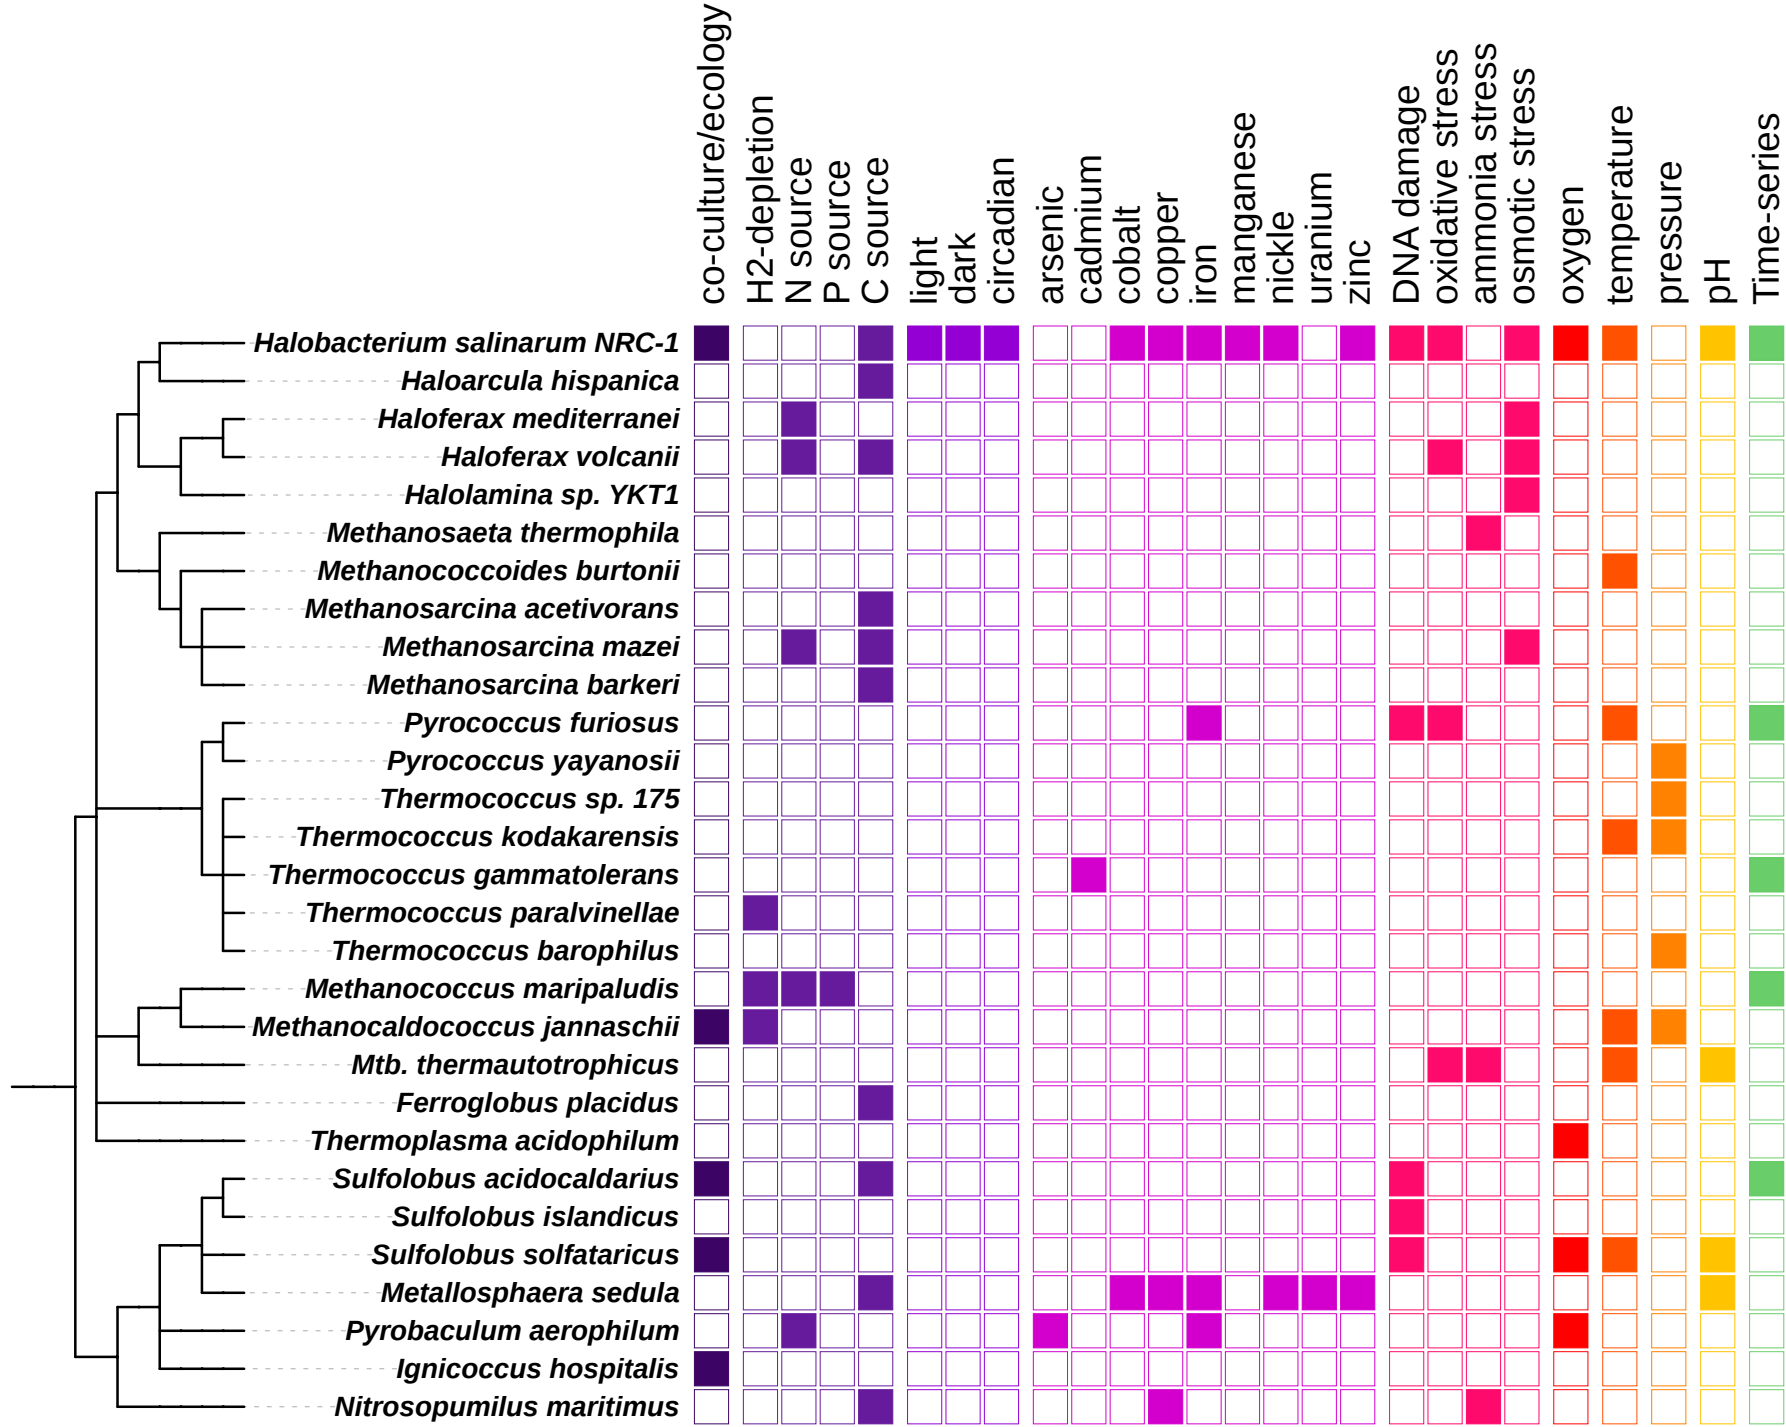 co-culture/ecology
H2-depletion
N source
P source
C source
light
dark
circadian
arsenic
cadmium
cobalt
copper
iron
manganese
nickle
uranium
zinc
DNA damage
oxidative stress
ammonia stress
osmotic stress
oxygen
temperature
pressure
pH
Time-series
Halobacterium salinarum NRC-1
Haloarcula hispanica
Haloferax mediterranei
Haloferax volcanii
Halolamina sp. YKT1
Methanosaeta thermophila
Methanococcoides burtonii
Methanosarcina acetivorans
Methanosarcina mazei
Methanosarcina barkeri
Pyrococcus furiosus
Pyrococcus yayanosii
Thermococcus sp. 175
Thermococcus kodakarensis
Thermococcus gammatolerans
Thermococcus paralvinellae
Thermococcus barophilus
Methanococcus maripaludis
Methanocaldococcus jannaschii
Mtb. thermautotrophicus
Ferroglobus placidus
Thermoplasma acidophilum
Sulfolobus acidocaldarius
Sulfolobus islandicus
Sulfolobus solfataricus
Metallosphaera sedula
Pyrobaculum aerophilum
Ignicoccus hospitalis
Nitrosopumilus maritimus